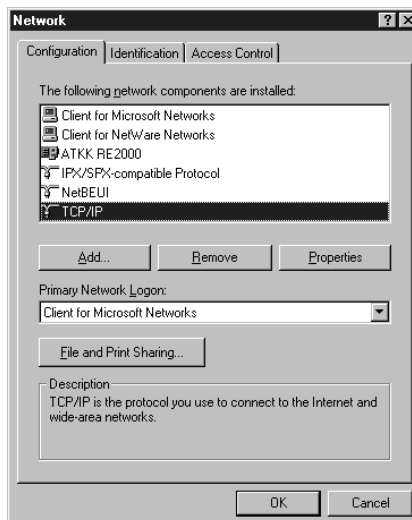 Network
Configuration Identification Access Control
The following network components are installed:
Client for Microsoft Networks
Client for NetWare Networks
ATKK RE2000
IPX/SPX-compatible Protocol
NetBEUI
TCP/IP
Add... Remove Properties
Primary Network Logon:
Client for Microsoft Networks
File and Print Sharing...
Description
TCP/IP is the protocol you use to connect to the Internet and
wide-area networks.
OK Cancel